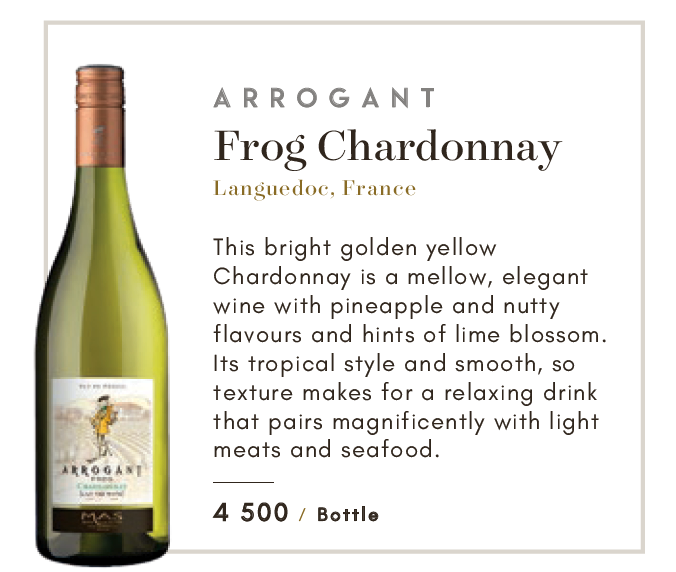 ARROGANT
Frog Chardonnay
Languedoc, France
This bright golden yellow
Chardonnay is a mellow, elegant
wine with pineapple and nutty
flavours and hints of lime blossom.
Its tropical style and smooth, so
texture makes for a relaxing drink
that pairs magnificently with light
meats and seafood.
4 500 / Bottle
ARROGANT
FROG
CHARDONNAY
MAS